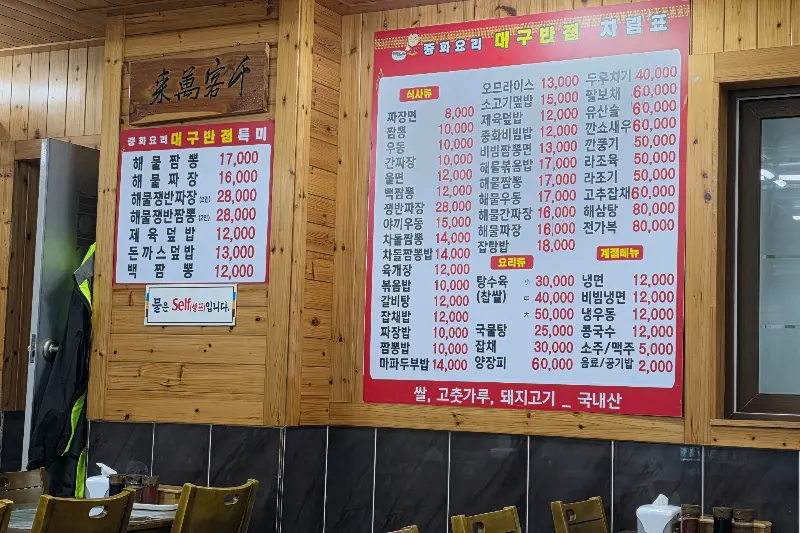 來萬客千
중화요리 대구반점 특미
해물짬뽕 17,000
해물짜장 16,000
해물쟁반짜장(2인) 28,000
해물쟁반짬뽕(2인) 28,000
제육덮밥 12,000
돈까스덮밥 13,000
백짬뽕 12,000
물은 Self(셀프)입니다.
중화요리 대구반점 차림표
식사류
짜장면 8,000
짬뽕 10,000
우동 10,000
간짜장 10,000
울면 12,000
백짬뽕 12,000
쟁반짜장 28,000
야끼우동 15,000
차돌짬뽕 14,000
차돌짬뽕밥 14,000
육개장 12,000
볶음밥 10,000
갈비탕 12,000
잡채밥 12,000
짜장밥 10,000
짬뽕밥 10,000
마파두부밥 14,000
오므라이스 13,000
소고기덮밥 15,000
제육덮밥 12,000
중화비빔밥 12,000
비빔짬뽕면 13,000
해물볶음밥 17,000
해물우동 17,000
해물간짜장 16,000
해물짜장 16,000
잡탕밥 18,000
요리류
탕수육 小 30,000
(찹쌀) 中 40,000
大 50,000
국물탕 25,000
잡채 30,000
양장피 60,000
두루치기 40,000
팔보채 60,000
유산슬 60,000
깐쇼새우 60,000
깐풍기 50,000
라조육 50,000
라조기 50,000
고추잡채 60,000
해삼탕 80,000
전가복 80,000
계절메뉴
냉면 12,000
비빔냉면 12,000
냉우동 12,000
콩국수 12,000
소주/맥주 5,000
음료/공기밥 2,000
쌀, 고춧가루, 돼지고기 _ 국내산